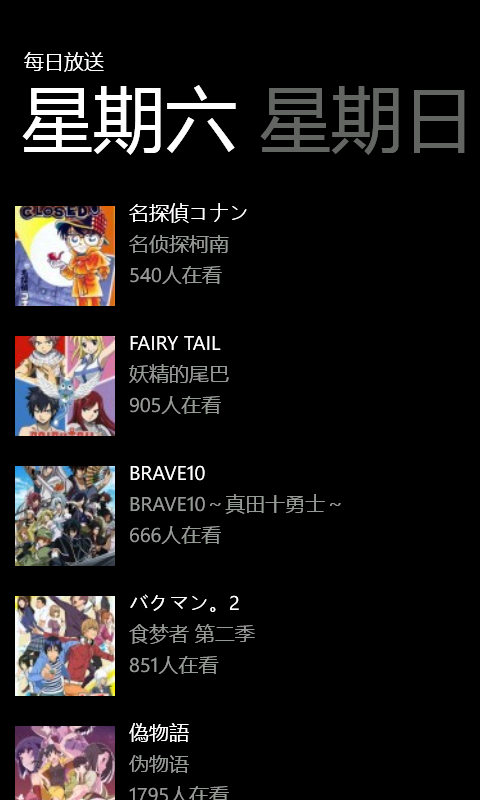 每日放送
星期六 星期日
CLOSED
名探偵コナン
名侦探柯南
540人在看
FAIRY TAIL
妖精的尾巴
905人在看
BRAVE10
BRAVE10～真田十勇士～
666人在看
バクマン。2
食梦者 第二季
851人在看
偽物語
伪物语
1795人在看